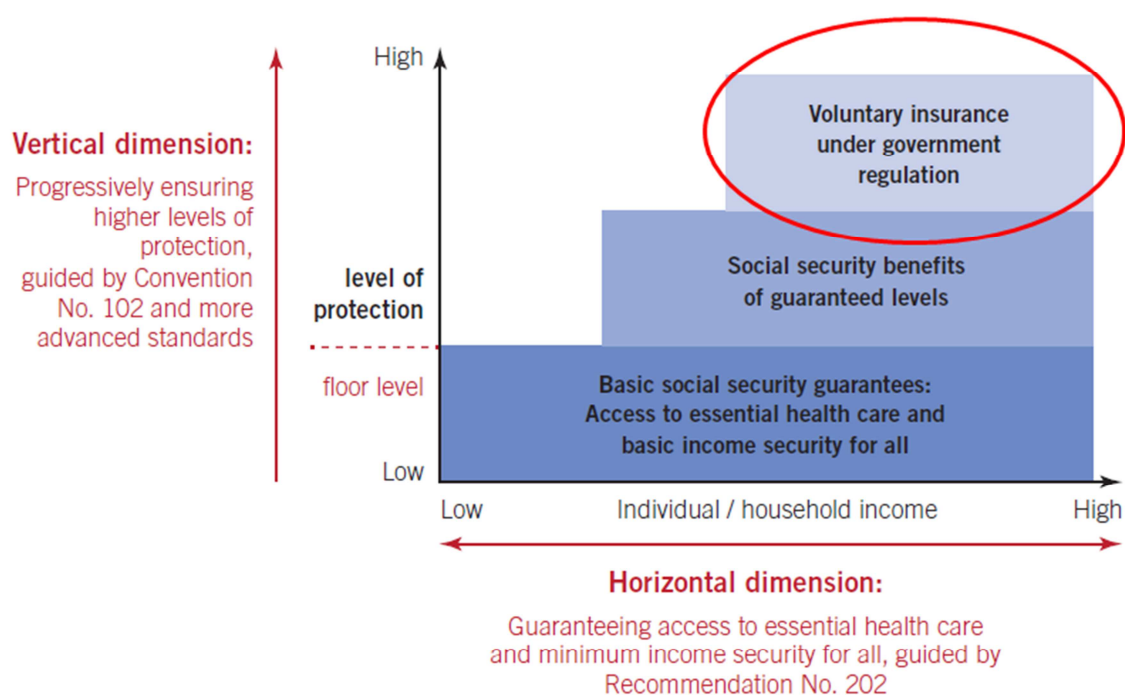 High
Vertical dimension:
Progressively ensuring
higher levels of
protection,
guided by Convention
No. 102 and more
advanced standards
level of
protection
floor level
Low
Voluntary insurance
under government
regulation
Social security benefits
of guaranteed levels
Basic social security guarantees:
Access to essential health care and
basic income security for all
Low
Individual / household income
High
Horizontal dimension:
Guaranteeing access to essential health care
and minimum income security for all, guided by
Recommendation No. 202